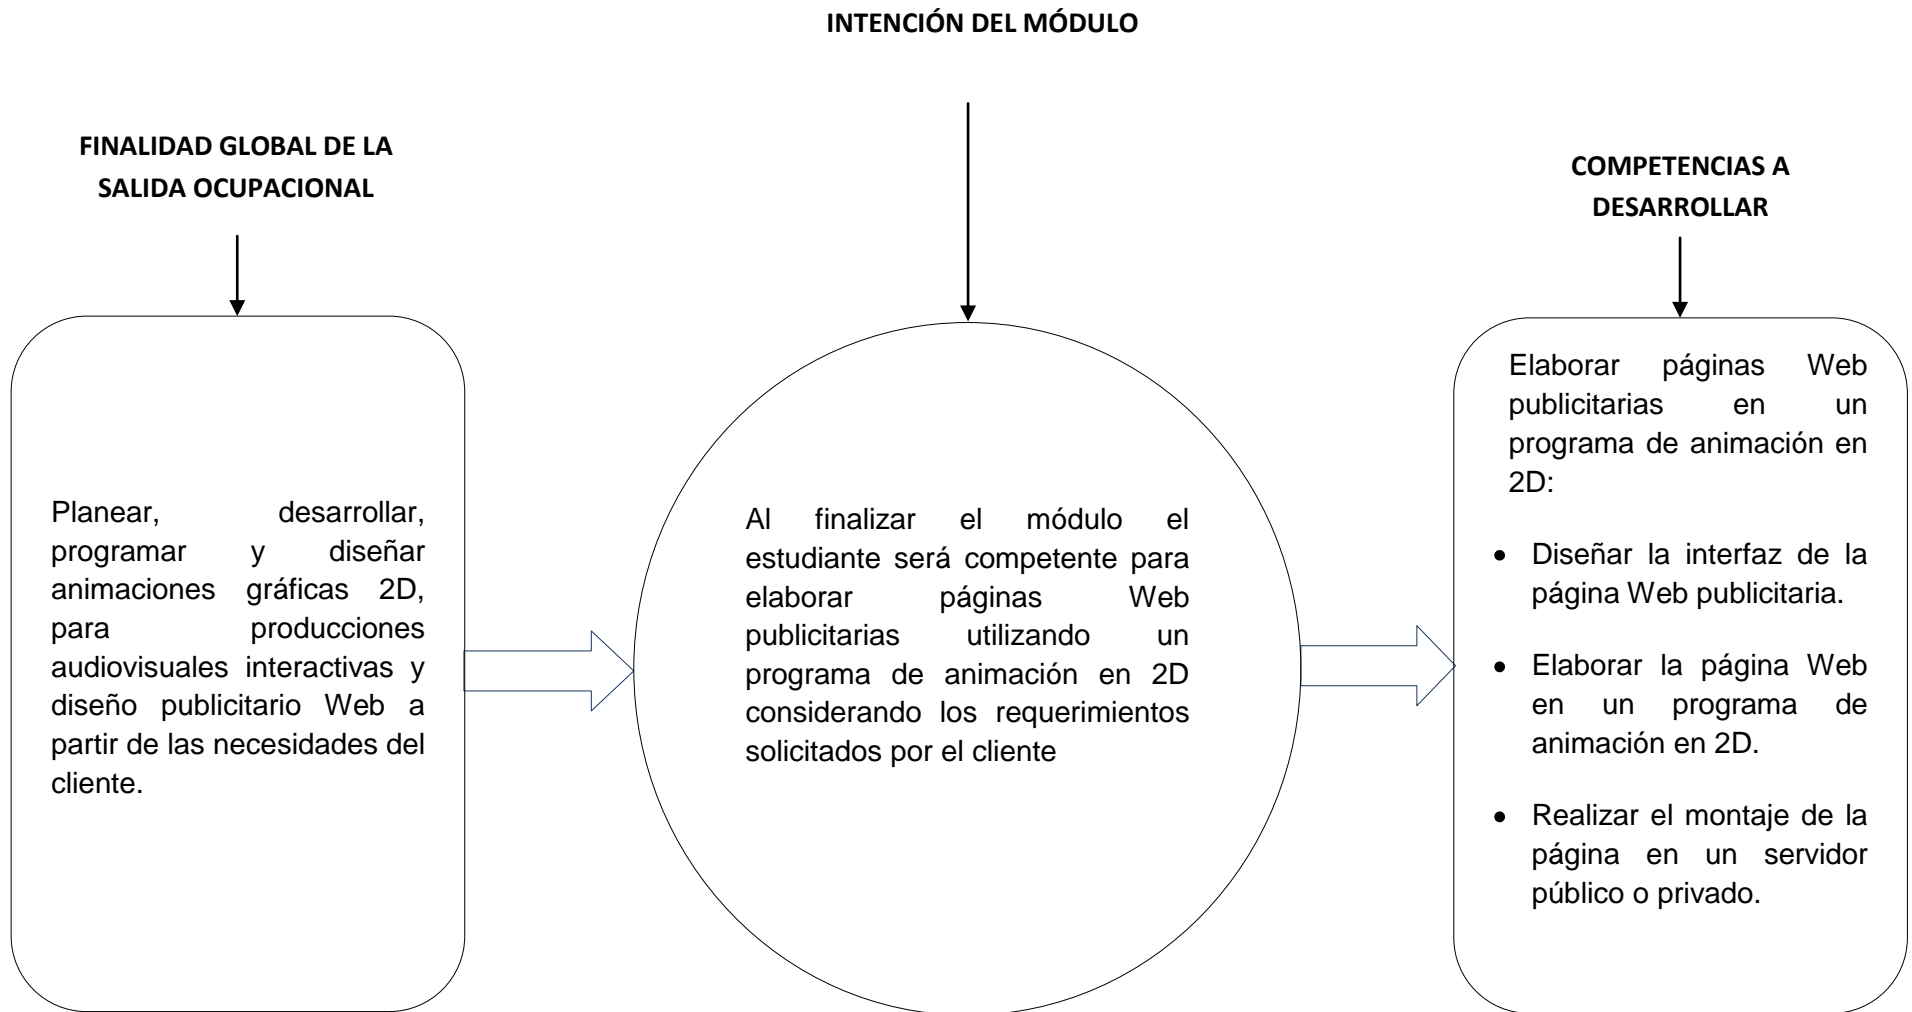 INTENCIÓN DEL MÓDULO
FINALIDAD GLOBAL DE LA
SALIDA OCUPACIONAL
Planear, desarrollar,
programar y diseñar
animaciones gráficas 2D,
para producciones
audiovisuales interactivas y
diseño publicitario Web a
partir de las necesidades del
cliente.
Al finalizar el módulo el
estudiante será competente para
elaborar páginas Web
publicitarias utilizando un
programa de animación en 2D
considerando los requerimientos
solicitados por el cliente
COMPETENCIAS A
DESARROLLAR
Elaborar páginas Web
publicitarias en un
programa de animación en
2D:
• Diseñar la interfaz de la
página Web publicitaria.
• Elaborar la página Web
en un programa de
animación en 2D.
• Realizar el montaje de la
página en un servidor
público o privado.